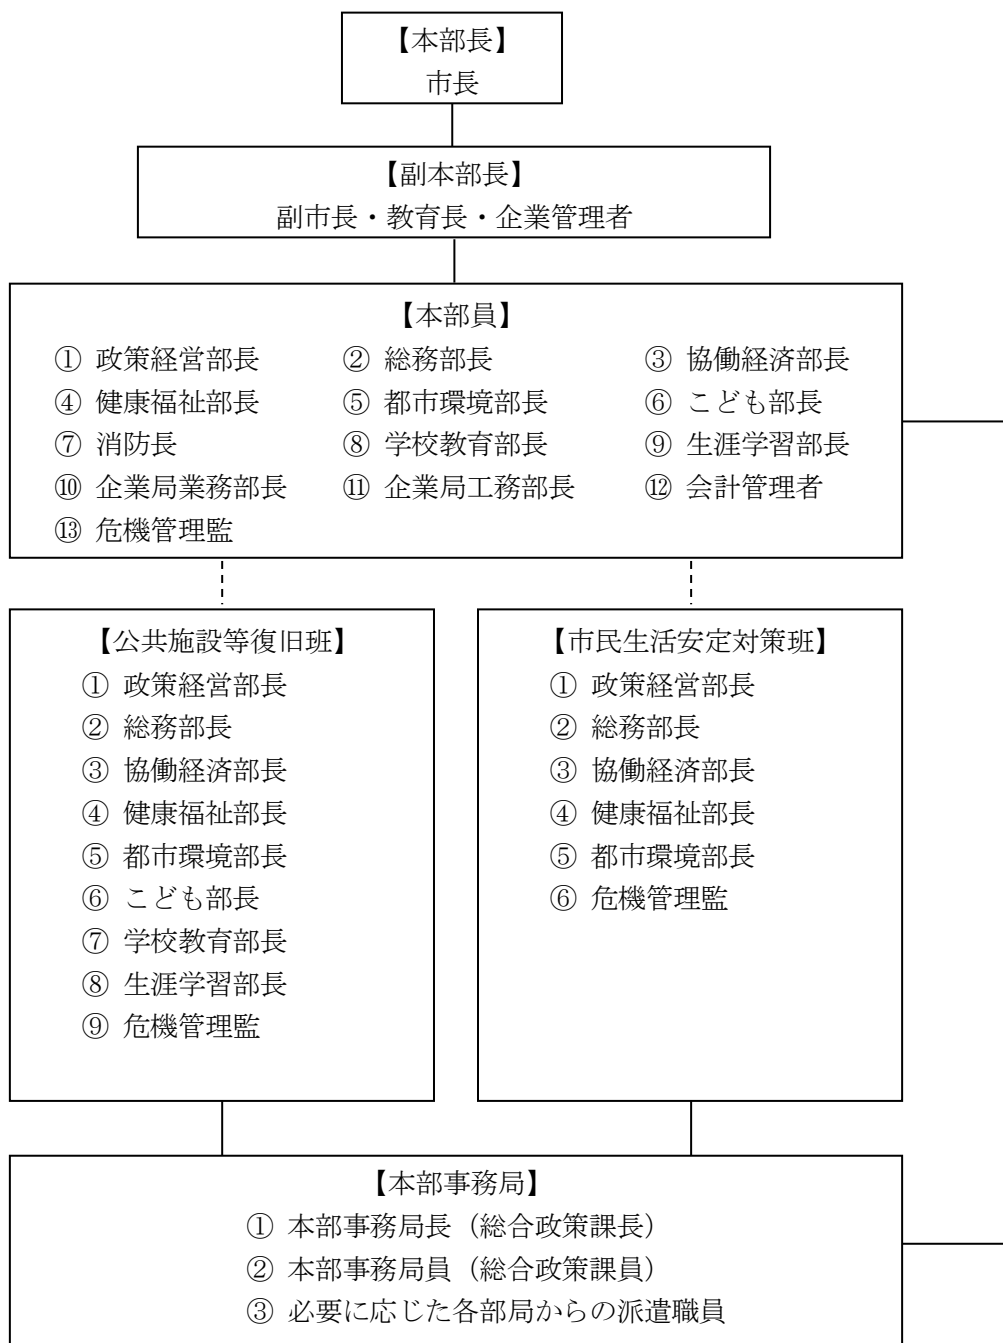 【本部長】
市長
【副本部長】
副市長・教育長・企業管理者
【本部員】
① 政策経営部長 ② 総務部長 ③ 協働経済部長
④ 健康福祉部長 ⑤ 都市環境部長 ⑥ こども部長
⑦ 消防長 ⑧ 学校教育部長 ⑨ 生涯学習部長
⑩ 企業局業務部長 ⑪ 企業局工務部長 ⑫ 会計管理者
⑬ 危機管理監
【公共施設等復旧班】
① 政策経営部長
② 総務部長
③ 協働経済部長
④ 健康福祉部長
⑤ 都市環境部長
⑥ こども部長
⑦ 学校教育部長
⑧ 生涯学習部長
⑨ 危機管理監
【市民生活安定対策班】
① 政策経営部長
② 総務部長
③ 協働経済部長
④ 健康福祉部長
⑤ 都市環境部長
⑥ 危機管理監
【本部事務局】
① 本部事務局長（総合政策課長）
② 本部事務局員（総合政策課員）
③ 必要に応じた各部局からの派遣職員